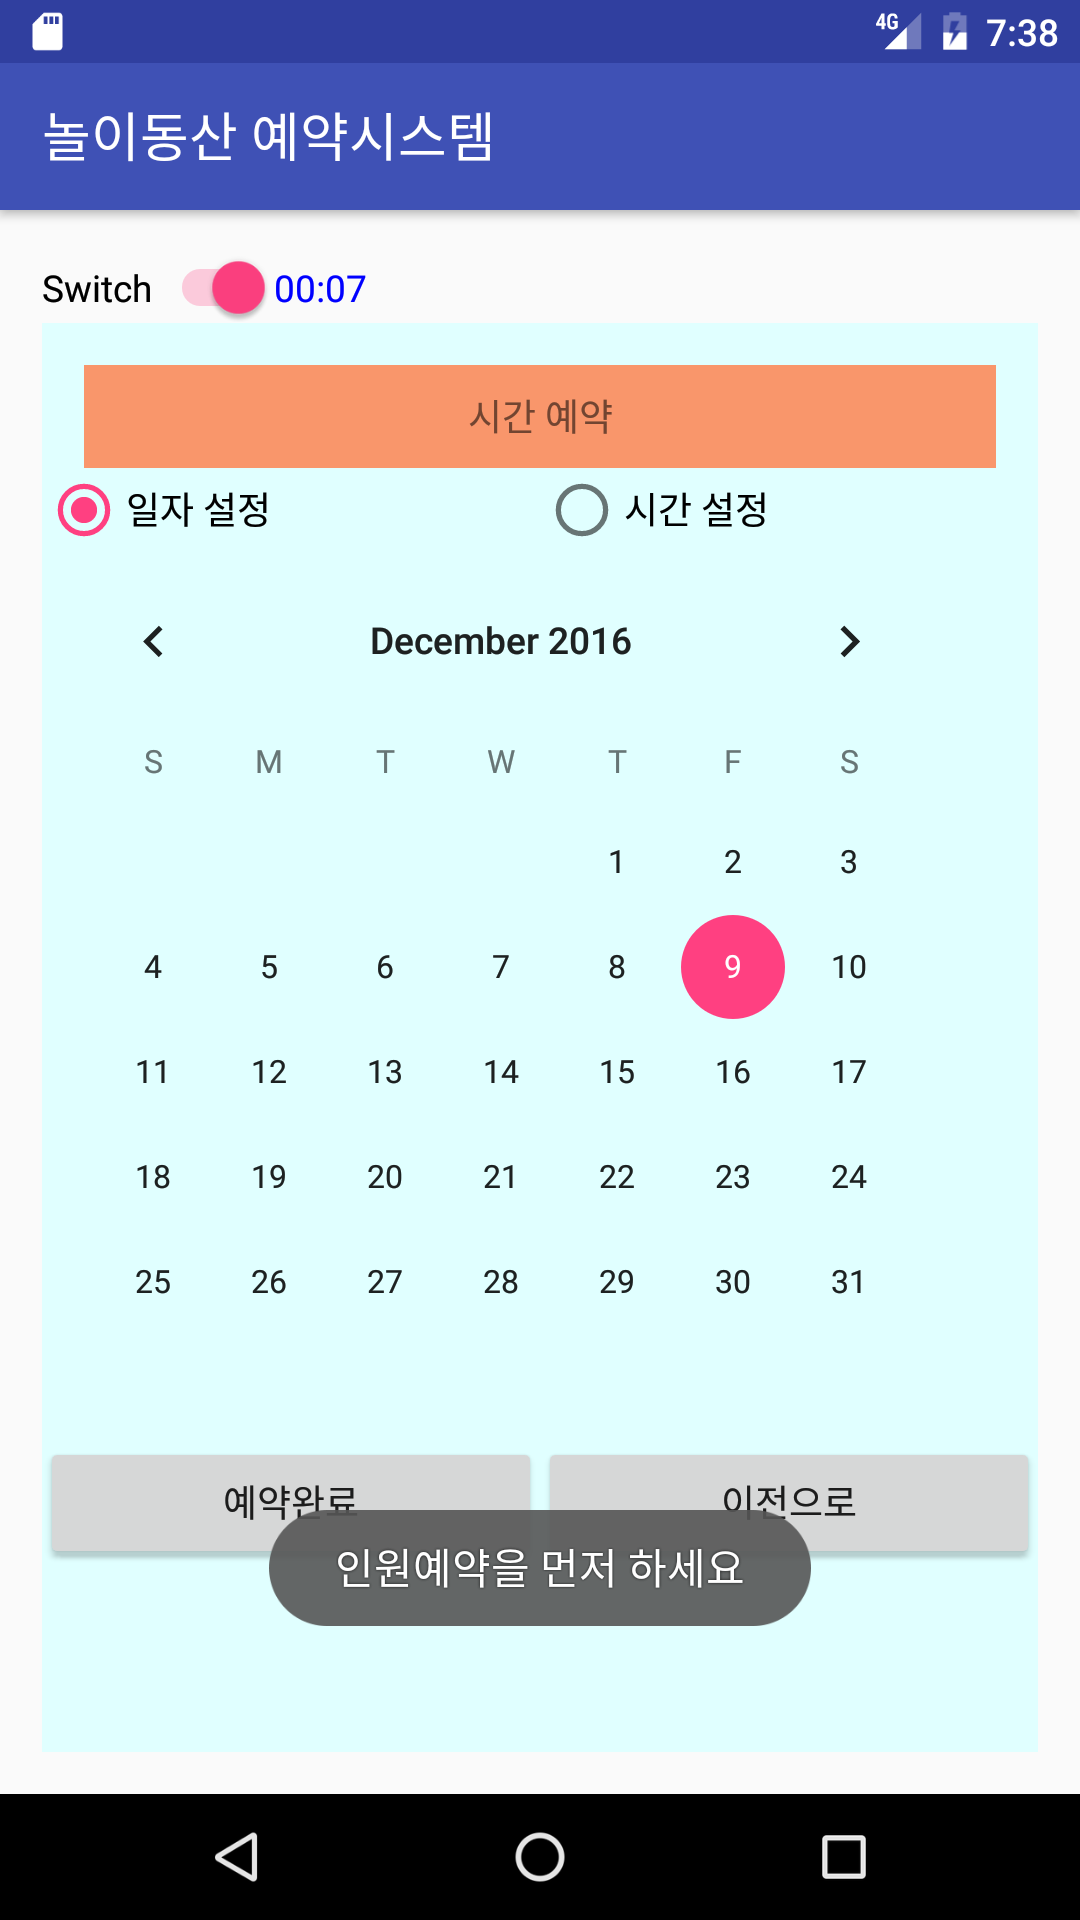 4G 7:38
놀이동산 예약시스템
Switch 00:07
시간 예약
일자 설정 시간 설정
December 2016
S M T W T F S
1 2 3
4 5 6 7 8 9 10
11 12 13 14 15 16 17
18 19 20 21 22 23 24
25 26 27 28 29 30 31
예약완료 이전으로
인원예약을 먼저 하세요